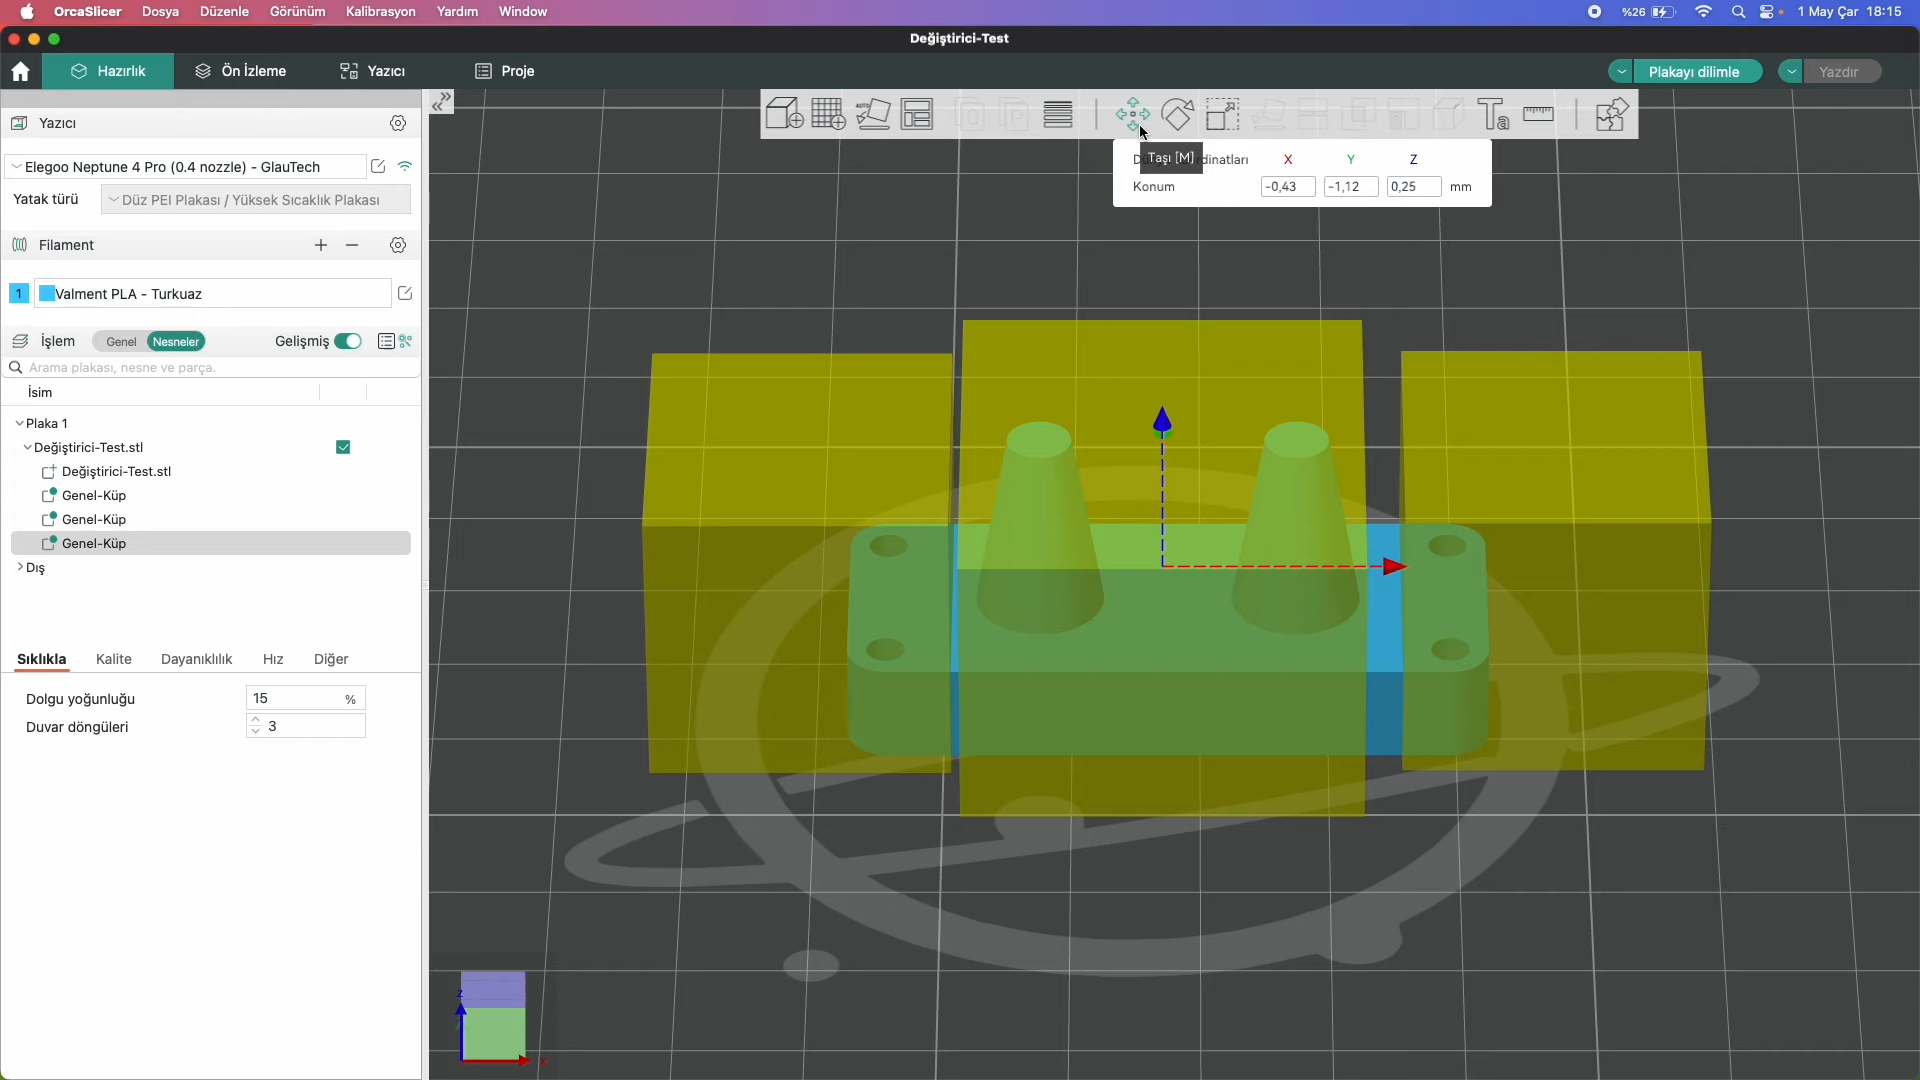 OrcaSlicer Dosya Düzenle Görünüm Kalibrasyon Yardım Window %26 1 May Çar 18:15
Değiştirici-Test
Hazırlık Ön İzleme Yazıcı Proje Plakayı dilimle Yazdır
Yazıcı
Elegoo Neptune 4 Pro (0.4 nozzle) - GlauTech
Yatak türü Düz PEI Plakası / Yüksek Sıcaklık Plakası
Filament
1 Valment PLA - Turkuaz
İşlem Genel Nesneler Gelişmiş
Arama plakası, nesne ve parça.
İsim
Plaka 1
Değiştirici-Test.stl
Değiştirici-Test.stl
Genel-Küp
Genel-Küp
Genel-Küp
Dış
Sıklıkla Kalite Dayanıklılık Hız Diğer
Dolgu yoğunluğu 15 %
Duvar döngüleri 3
AUTO
Taşı [M]
X Y Z
Konum -0,43 -1,12 0,25 mm
Z
X